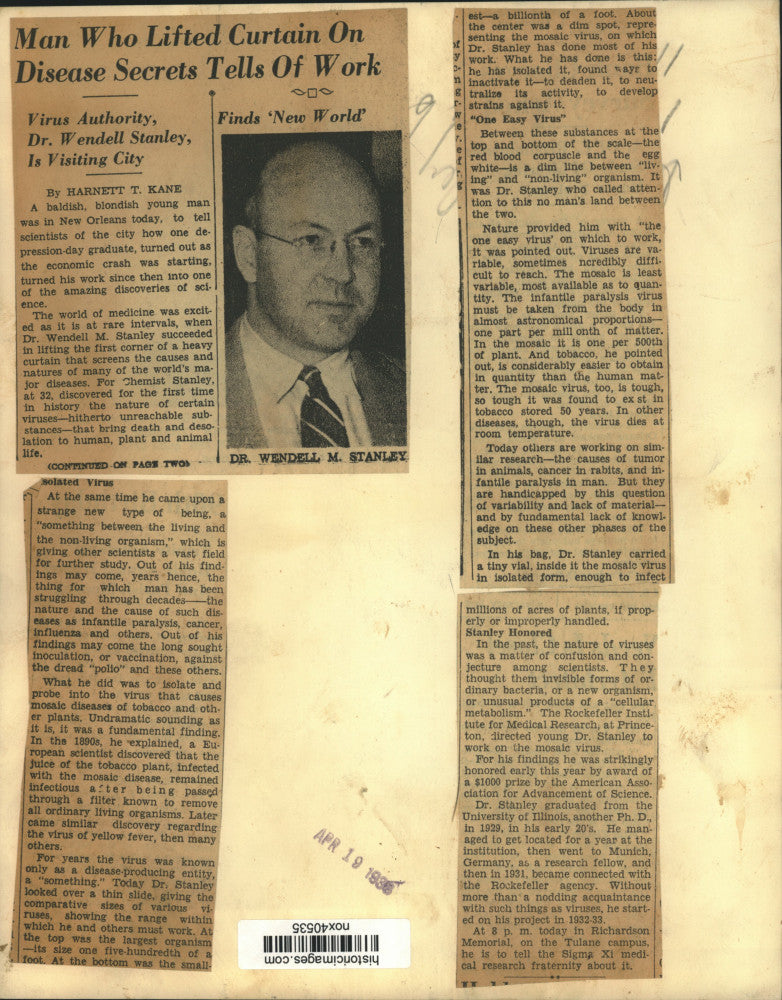 Man Who Lifted Curtain On
Disease Secrets Tells Of Work
Virus Authority,
Dr. Wendell Stanley,
Is Visiting City
By HARNETT T. KANE
A baldish, blondish young man
was in New Orleans today, to tell
scientists of the city how one de-
pression-day graduate, turned out as
the economic crash was starting,
turned his work since then into one
of the amazing discoveries of sci-
ence.
The world of medicine was excit-
ed as it is at rare intervals, when
Dr. Wendell M. Stanley succeeded
in lifting the first corner of a heavy
curtain that screens the causes and
natures of many of the world's ma-
jor diseases. For Chemist Stanley,
at 32, discovered for the first time
in history the nature of certain
viruses—hitherto unreachable sub-
stances—that bring death and deso-
lation to human, plant and animal
life.
(CONTINUED ON PAGE TWO)
Finds 'New World'
DR. WENDELL M. STANLEY
solated Virus
At the same time he came upon a
strange new type of being, a
"something between the living and
the non-living organism," which is
giving other scientists a vast field
for further study. Out of his find-
ings may come, years hence, the
thing for which man has been
struggling through decades—the
nature and the cause of such dis-
eases as infantile paralysis, cancer,
influenza and others. Out of his
findings may come the long sought
inoculation, or vaccination, against
the dread "polio" and these others.
What he did was to isolate and
probe into the virus that causes
mosaic diseases of tobacco and oth-
er plants. Undramatic sounding as
it is, it was a fundamental finding.
In the 1890s, he explained, a Eu-
ropean scientist discovered that the
juice of the tobacco plant, infected
with the mosaic disease, remained
infectious after being passed
through a filter known to remove
all ordinary living organisms. Later
came similar discovery regarding
the virus of yellow fever, then many
others.
For years the virus was known
only as a disease-producing entity,
a "something." Today Dr. Stanley
looked over a thin slide, giving the
comparative sizes of various vi-
ruses, showing the range within
which he and others must work. At
the top was the largest organism
—its size one five-hundredth of a
foot. At the bottom was the small-
est—a billionth of a foot. About
the center was a dim spot, repre-
senting the mosaic virus, on which
Dr. Stanley has done most of his
work. What he has done is this:
he has isolated it, found ways to
inactivate it—to deaden it, to neu-
tralize its activity, to develop
strains against it.
"One Easy Virus"
Between these substances at the
top and bottom of the scale—the
red blood corpuscle and the egg
white—is a dim line between "liv-
ing" and "non-living" organism. It
was Dr. Stanley who called atten-
tion to this no man's land between
the two.
Nature provided him with "the
one easy virus' on which to work,
it was pointed out. Viruses are va-
riable, sometimes ncredibly diffi-
cult to reach. The mosaic is least
variable, most available as to quan-
tity. The infantile paralysis virus
must be taken from the body in
almost astronomical proportions—
one part per mill onth of matter.
In the mosaic it is one per 500th
of plant. And tobacco, he pointed
out, is considerably easier to obtain
in quantity than the human mat-
ter. The mosaic virus, too, is tough,
so tough it was found to ex st in
tobacco stored 50 years. In other
diseases, though, the virus dies at
room temperature.
Today others are working on sim-
ilar research—the causes of tumor
in animals, cancer in rabits, and in-
fantile paralysis in man. But they
are handicapped by this question
of variability and lack of material—
and by fundamental lack of knowl-
edge on these other phases of the
subject.
In his bag, Dr. Stanley carried
a tiny vial, inside it the mosaic virus
in isolated form, enough to infect
millions of acres of plants, if prop-
erly or improperly handled.
Stanley Honored
In the past, the nature of viruses
was a matter of confusion and con-
jecture among scientists. They
thought them invisible forms of or-
dinary bacteria, or a new organism,
or unusual products of a "cellular
metabolism." The Rockefeller Insti-
tute for Medical Research, at Prince-
ton, directed young Dr. Stanley to
work on the mosaic virus.
For his findings he was strikingly
honored early this year by award of
a $1000 prize by the American Asso-
ciation for Advancement of Science.
Dr. Stanley graduated from the
University of Illinois, another Ph. D.,
in 1929, in his early 20's. He man-
aged to get located for a year at the
institution, then went to Munich,
Germany, as a research fellow, and
then in 1931, became connected with
the Rockefeller agency. Without
more than a nodding acquaintance
with such things as viruses, he start-
ed on his project in 1932-33.
At 8 p. m. today in Richardson
Memorial, on the Tulane campus,
he is to tell the Sigma Xi medi-
cal research fraternity about it.
APR 19
nox40535
historicimages.com